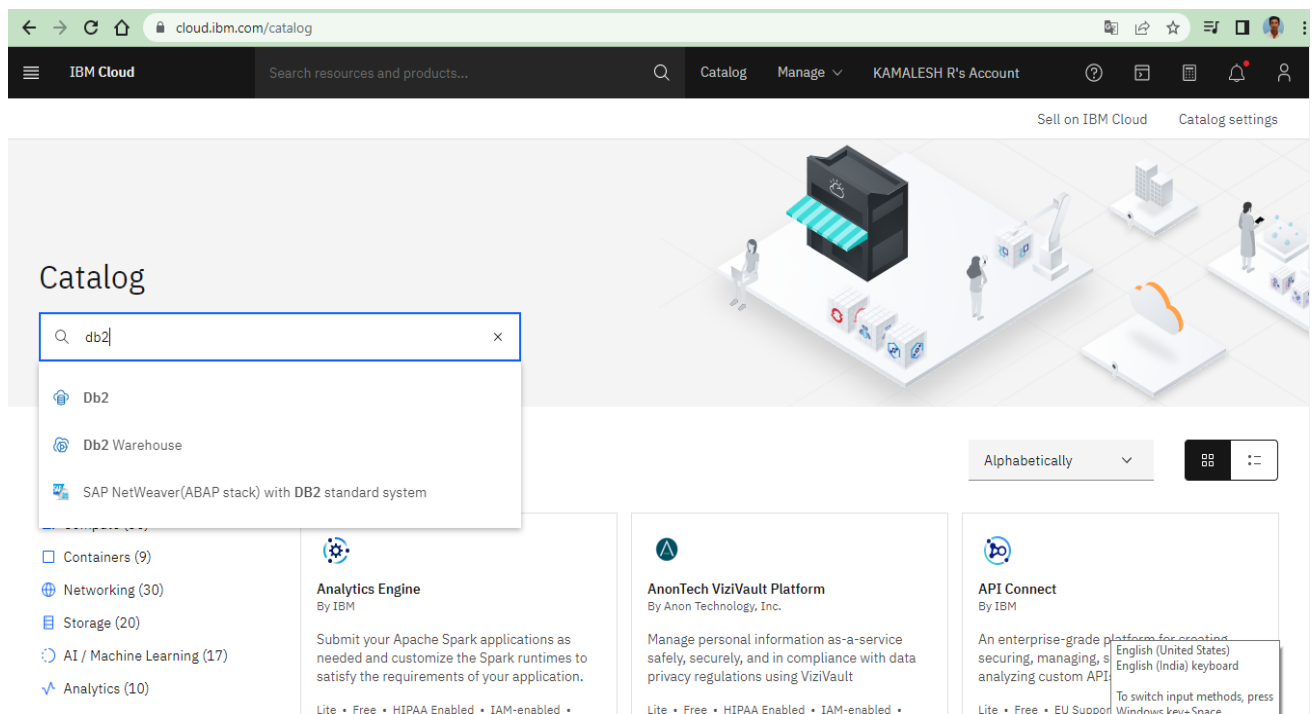 cloud.ibm.com/catalog
IBM Cloud
Search resources and products...
Catalog
Manage
KAMALESH R's Account
Sell on IBM Cloud
Catalog settings
Catalog
db2
Db2
Db2 Warehouse
SAP NetWeaver(ABAP stack) with DB2 standard system
Alphabetically
Containers (9)
Networking (30)
Storage (20)
AI / Machine Learning (17)
Analytics (10)
Analytics Engine
By IBM
Submit your Apache Spark applications as
needed and customize the Spark runtimes to
satisfy the requirements of your application.
Lite • Free • HIPAA Enabled • IAM-enabled •
AnonTech ViziVault Platform
By Anon Technology, Inc.
Manage personal information as-a-service
safely, securely, and in compliance with data
privacy regulations using ViziVault
Lite • Free • HIPAA Enabled • IAM-enabled •
API Connect
By IBM
An enterprise-grade platform for creating,
securing, managing, s
analyzing custom API
Lite • Free • EU Suppor
English (United States)
English (India) keyboard
To switch input methods, press
Windows key+Space